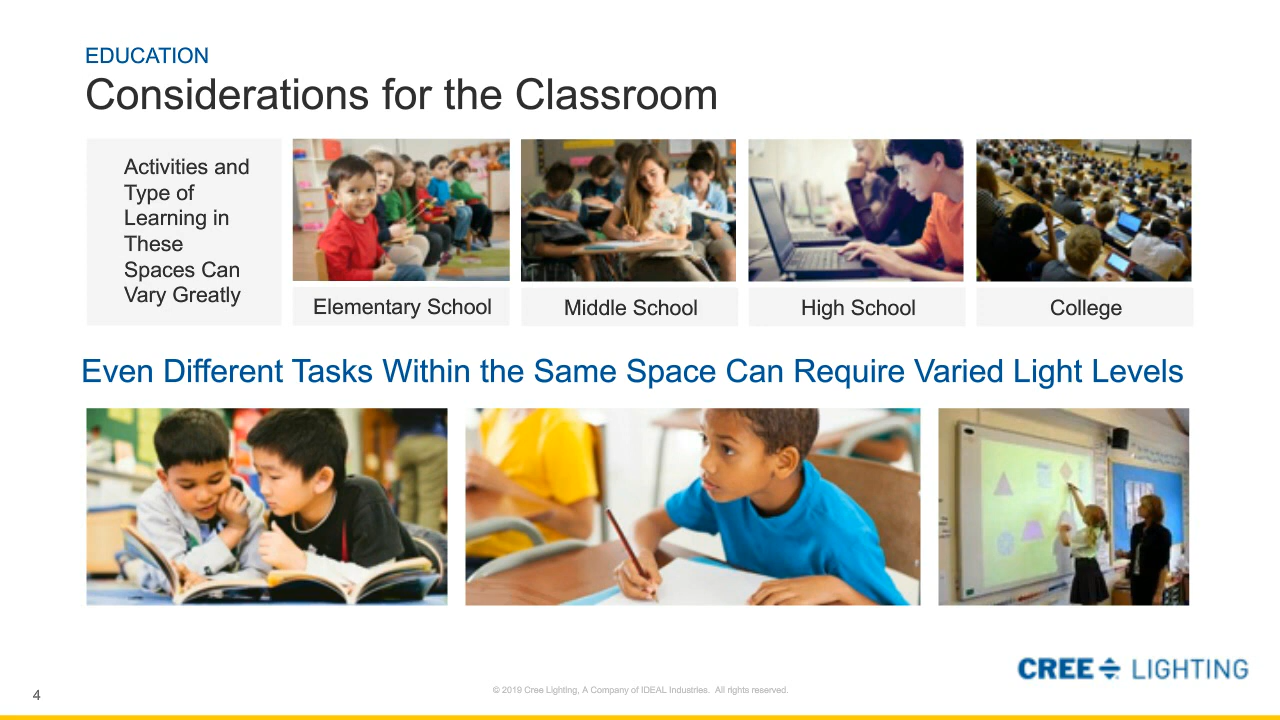 EDUCATION
Considerations for the Classroom
Activities and
Type of
Learning in
These
Spaces Can
Vary Greatly
Elementary School
Middle School
High School
College
Even Different Tasks Within the Same Space Can Require Varied Light Levels
CREE LIGHTING
4
© 2019 Cree Lighting, A Company of IDEAL Industries. All rights reserved.